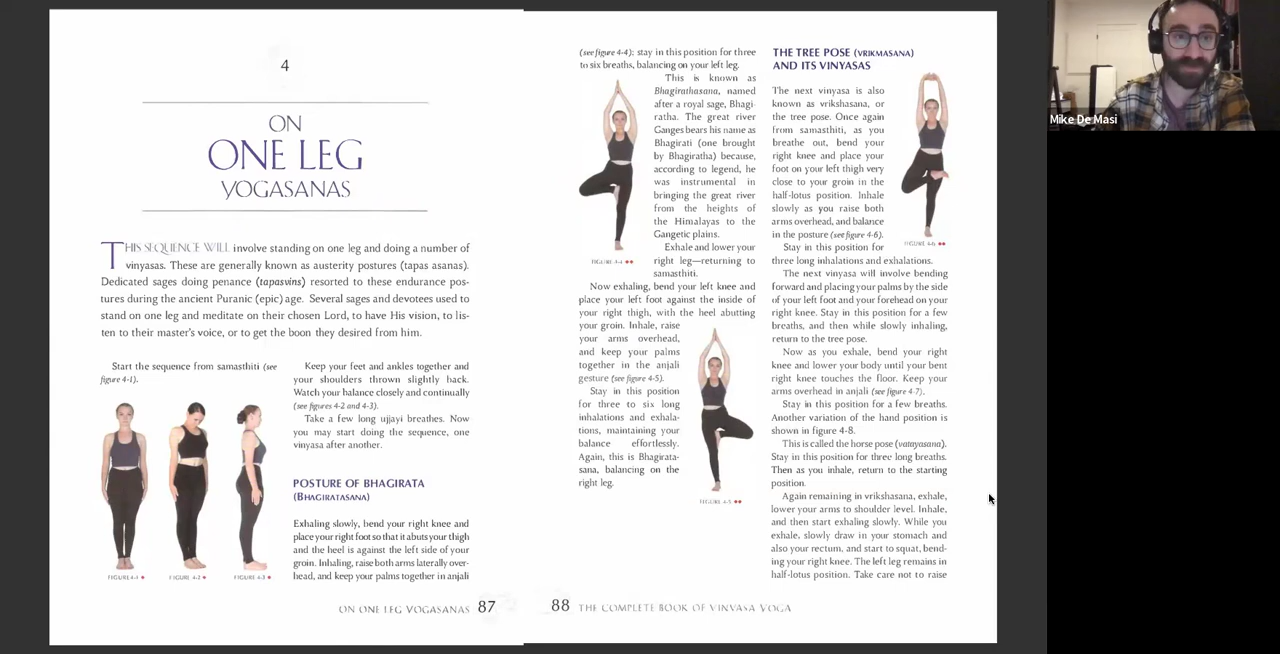 4
ON
ONE LEG
YOGASANAS
THIS SEQUENCE WILL involve standing on one leg and doing a number of
vinyasas. These are generally known as austerity postures (tapas asanas).
Dedicated sages doing penance (tapasvins) resorted to these endurance pos-
tures during the ancient Puranic (epic) age. Several sages and devotees used to
stand on one leg and meditate on their chosen Lord, to have His vision, to lis-
ten to their master's voice, or to get the boon they desired from him.
Start the sequence from samasthiti (see
figure 4-1).
FIGURE 4-1
FIGURE 4-2
FIGURE 4-3
Keep your feet and ankles together and
your shoulders thrown slightly back.
Watch your balance closely and continually
(see figures 4-2 and 4-3).
Take a few long ujjayi breathes. Now
you may start doing the sequence, one
vinyasa after another.
POSTURE OF BHAGIRATA
(BHAGIRATASANA)
Exhaling slowly, bend your right knee and
place your right foot so that it abuts your thigh
and the heel is against the left side of your
groin. Inhaling, raise both arms laterally over-
head, and keep your palms together in anjali
ON ONE LEG YOGASANAS 87
(see figure 4-4); stay in this position for three
to six breaths, balancing on your left leg.
This is known as
Bhagirathasana, named
after a royal sage, Bhagi-
ratha. The great river
Ganges bears his name as
Bhagirati (one brought
by Bhagiratha) because,
according to legend, he
was instrumental in
bringing the great river
from the heights of
the Himalayas to the
Gangetic plains.
Exhale and lower your
right leg—returning to
samasthiti.
FIGURE 4-4
Now exhaling, bend your left knee and
place your left foot against the inside of
your right thigh, with the heel abutting
your groin. Inhale, raise
your arms overhead,
and keep your palms
together in the anjali
gesture (see figure 4-5).
Stay in this position
for three to six long
inhalations and exhala-
tions, maintaining your
balance effortlessly.
Again, this is Bhagirata-
sana, balancing on the
right leg.
FIGURE 4-5
THE TREE POSE (VRIKMASANA)
AND ITS VINYASAS
The next vinyasa is also
known as vrikshasana, or
the tree pose. Once again
from samasthiti, as you
breathe out, bend your
right knee and place your
foot on your left thigh very
close to your groin in the
half-lotus position. Inhale
slowly as you raise both
arms overhead, and balance
in the posture (see figure 4-6).
Stay in this position for
three long inhalations and exhalations.
FIGURE 4-6
The next vinyasa will involve bending
forward and placing your palms by the side
of your left foot and your forehead on your
right knee. Stay in this position for a few
breaths, and then while slowly inhaling,
return to the tree pose.
Now as you exhale, bend your right
knee and lower your body until your bent
right knee touches the floor. Keep your
arms overhead in anjali (see figure 4-7).
Stay in this position for a few breaths.
Another variation of the hand position is
shown in figure 4-8.
This is called the horse pose (vatayasana).
Stay in this position for three long breaths.
Then as you inhale, return to the starting
position.
Again remaining in vrikshasana, exhale,
lower your arms to shoulder level. Inhale,
and then start exhaling slowly. While you
exhale, slowly draw in your stomach and
also your rectum, and start to squat, bend-
ing your right knee. The left leg remains in
half-lotus position. Take care not to raise
88 THE COMPLETE BOOK OF VINYASA YOGA
Mike De Masi